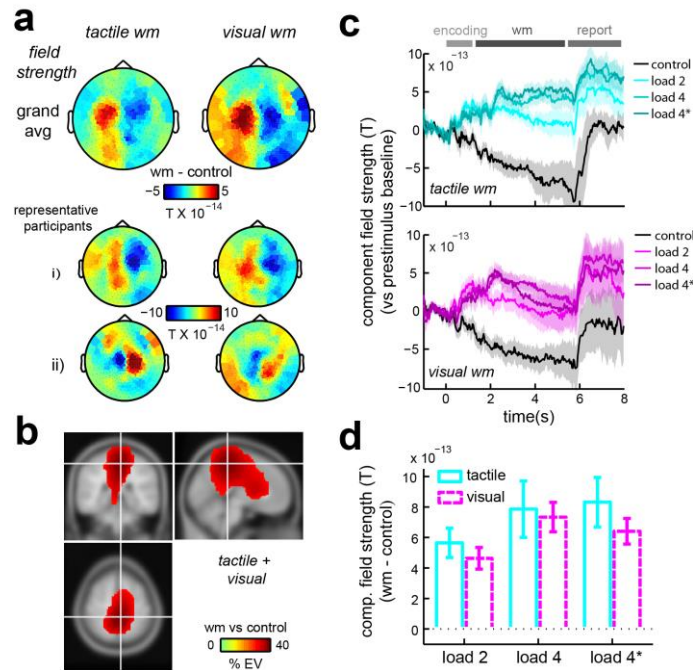 a
tactile wm visual wm
field
strength
grand
avg
wm - control
−5 5
T X 10⁻¹⁴
representative
participants
i)
−10 10
T X 10⁻¹⁴
ii)
b
tactile +
visual
wm vs control
0 40
% EV
c
encoding wm report
x 10⁻¹³
control
load 2
load 4
load 4*
5
0
−5
−10
tactile wm
component field strength (T)
(vs prestimulus baseline)
x 10⁻¹³
control
load 2
load 4
load 4*
5
0
−5
−10
visual wm
0 2 4 6 8
time(s)
d
x 10⁻¹³
tactile
visual
8
6
4
0
comp. field strength (T)
(wm - control)
load 2 load 4 load 4*